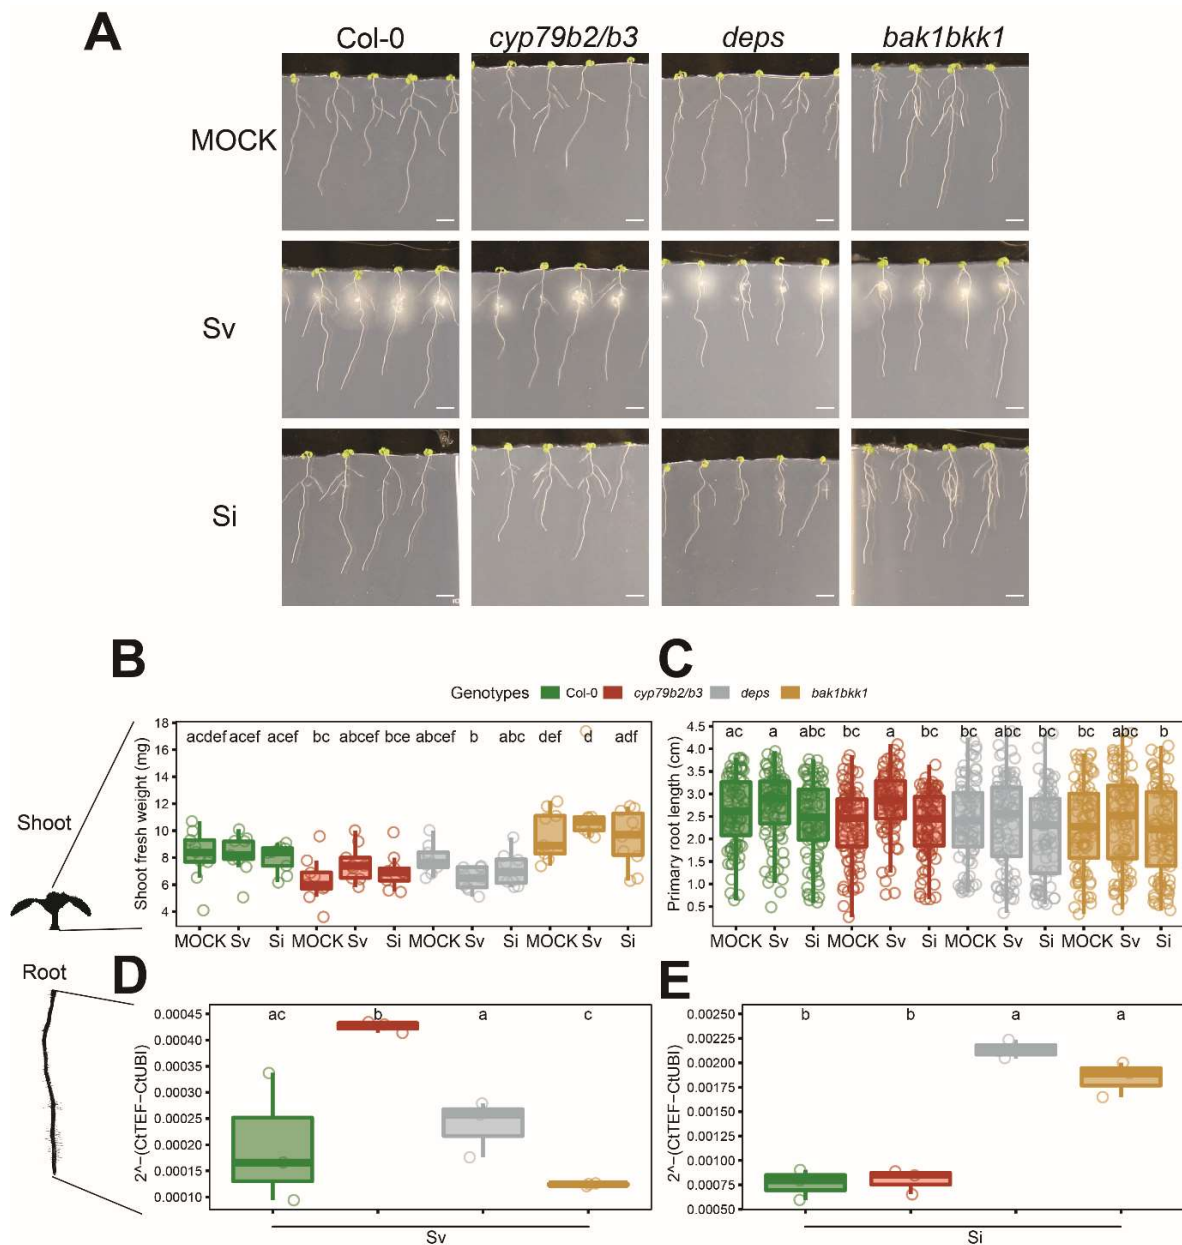 A
Col-0 cyp79b2/b3 deps bak1bkk1
MOCK
Sv
Si
B
C
Genotypes Col-0 cyp79b2/b3 deps bak1bkk1
Shoot fresh weight (mg)
18
16
14
12
10
8
6
4
acdef acef acef bc abcef bce abcef b abc def d adf
MOCK Sv Si MOCK Sv Si MOCK Sv Si MOCK Sv Si
Primary root length (cm)
4.5
4.0
3.5
3.0
2.5
2.0
1.5
1.0
0.5
ac a abc bc a bc bc abc bc bc abc b
MOCK Sv Si MOCK Sv Si MOCK Sv Si MOCK Sv Si
Shoot
Root
D
2^-(CtTEF-CtUBI)
0.00045
0.00040
0.00035
0.00030
0.00025
0.00020
0.00015
0.00010
ac b a c
Sv
E
2^-(CtTEF-CtUBI)
0.00250
0.00225
0.00200
0.00175
0.00150
0.00125
0.00100
0.00075
0.00050
b b a a
Si